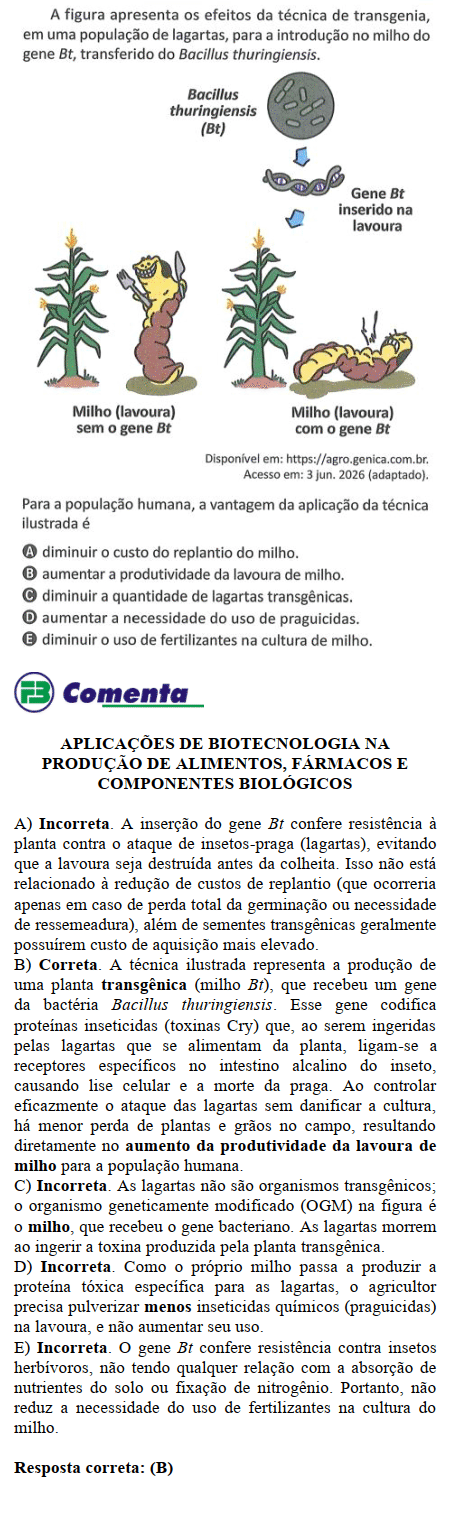 A figura apresenta os efeitos da técnica de transgenia,
em uma população de lagartas, para a introdução no milho do
gene Bt, transferido do Bacillus thuringiensis.
Bacillus
thuringiensis
(Bt)
Gene Bt
inserido na
lavoura
Milho (lavoura)
sem o gene Bt
Milho (lavoura)
com o gene Bt
Disponível em: https://agro.genica.com.br.
Acesso em: 3 jun. 2026 (adaptado).
Para a população humana, a vantagem da aplicação da técnica
ilustrada é
A diminuir o custo do replantio do milho.
B aumentar a produtividade da lavoura de milho.
C diminuir a quantidade de lagartas transgênicas.
D aumentar a necessidade do uso de praguicidas.
E diminuir o uso de fertilizantes na cultura de milho.
FB Comenta
APLICAÇÕES DE BIOTECNOLOGIA NA
PRODUÇÃO DE ALIMENTOS, FÁRMACOS E
COMPONENTES BIOLÓGICOS
A) Incorreta. A inserção do gene Bt confere resistência à
planta contra o ataque de insetos-praga (lagartas), evitando
que a lavoura seja destruída antes da colheita. Isso não está
relacionado à redução de custos de replantio (que ocorreria
apenas em caso de perda total da germinação ou necessidade
de ressemeadura), além de sementes transgênicas geralmente
possuírem custo de aquisição mais elevado.
B) Correta. A técnica ilustrada representa a produção de
uma planta transgênica (milho Bt), que recebeu um gene
da bactéria Bacillus thuringiensis. Esse gene codifica
proteínas inseticidas (toxinas Cry) que, ao serem ingeridas
pelas lagartas que se alimentam da planta, ligam-se a
receptores específicos no intestino alcalino do inseto,
causando lise celular e a morte da praga. Ao controlar
eficazmente o ataque das lagartas sem danificar a cultura,
há menor perda de plantas e grãos no campo, resultando
diretamente no aumento da produtividade da lavoura de
milho para a população humana.
C) Incorreta. As lagartas não são organismos transgênicos;
o organismo geneticamente modificado (OGM) na figura é
o milho, que recebeu o gene bacteriano. As lagartas morrem
ao ingerir a toxina produzida pela planta transgênica.
D) Incorreta. Como o próprio milho passa a produzir a
proteína tóxica específica para as lagartas, o agricultor
precisa pulverizar menos inseticidas químicos (praguicidas)
na lavoura, e não aumentar seu uso.
E) Incorreta. O gene Bt confere resistência contra insetos
herbívoros, não tendo qualquer relação com a absorção de
nutrientes do solo ou fixação de nitrogênio. Portanto, não
reduz a necessidade do uso de fertilizantes na cultura do
milho.
Resposta correta: (B)